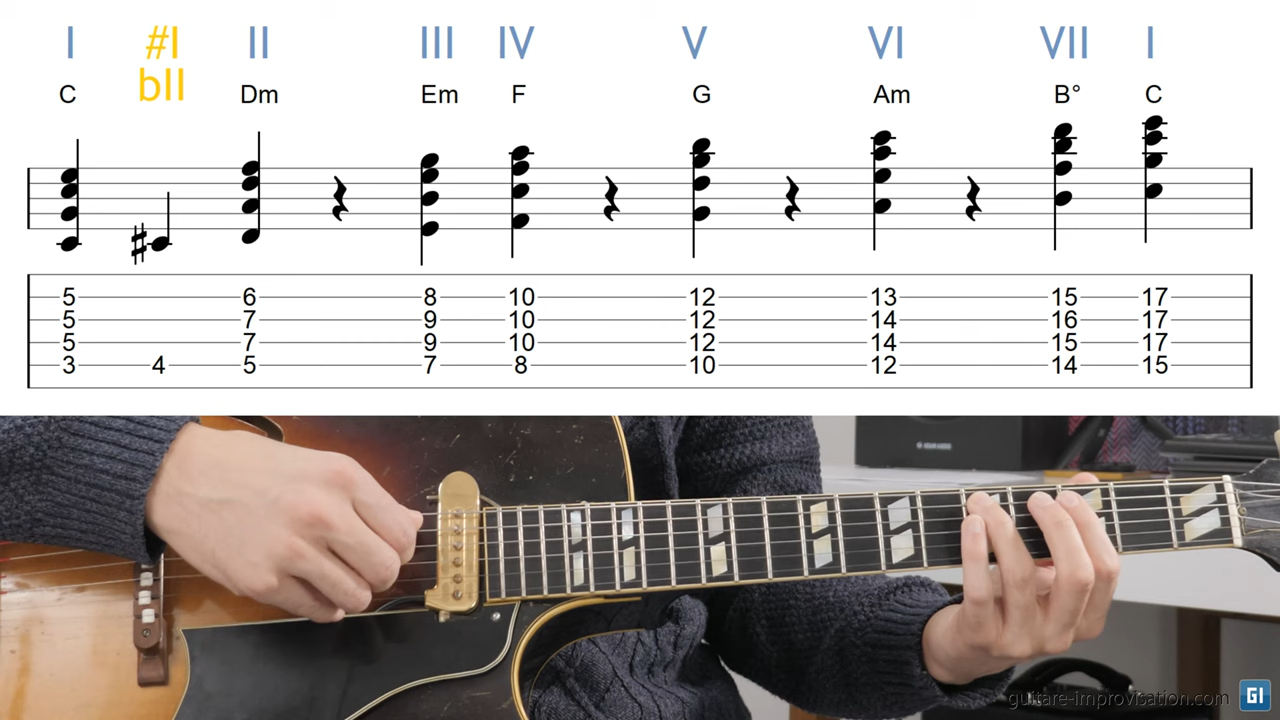 I #I II III IV V VI VII I
bII
C Dm Em F G Am B° C
5 6 8 10 12 13 15 17
5 7 9 10 12 14 16 17
5 7 9 10 12 14 15 17
3 4 5 7 8 10 12 14 15
guitare-improvisation.com GI